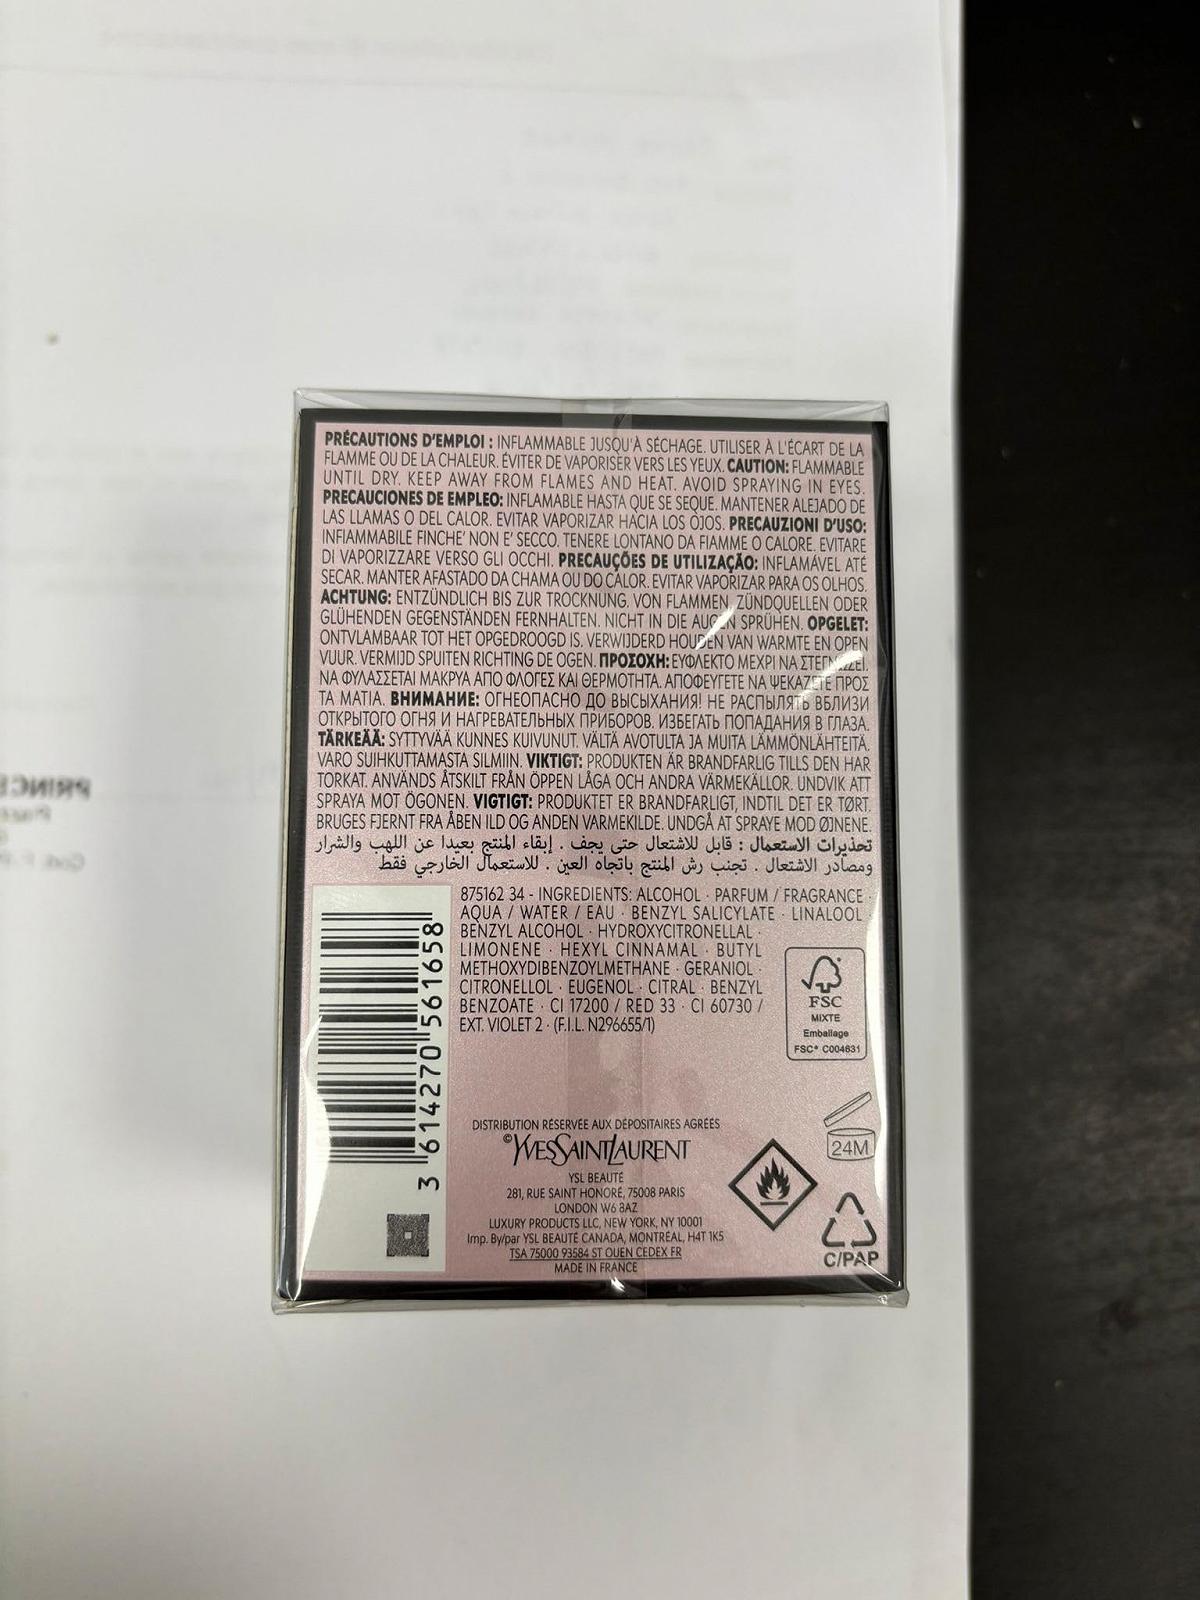 PRÉCAUTIONS D'EMPLOI : INFLAMMABLE JUSQU'À SÉCHAGE. UTILISER À L'ÉCART DE LA
FLAMME OU DE LA CHALEUR. ÉVITER DE VAPORISER VERS LES YEUX. CAUTION: FLAMMABLE
UNTIL DRY. KEEP AWAY FROM FLAMES AND HEAT. AVOID SPRAYING IN EYES.
PRECAUCIONES DE EMPLEO: INFLAMABLE HASTA QUE SE SEQUE. MANTENER ALEJADO DE
LAS LLAMAS O DEL CALOR. EVITAR VAPORIZAR HACIA LOS OJOS. PRECAUZIONI D'USO:
INFIAMMABILE FINCHE' NON E' SECCO. TENERE LONTANO DA FIAMME O CALORE. EVITARE
DI VAPORIZZARE VERSO GLI OCCHI. PRECAUÇÕES DE UTILIZAÇÃO: INFLAMÁVEL ATÉ
SECAR. MANTER AFASTADO DA CHAMA OU DO CALOR. EVITAR VAPORIZAR PARA OS OLHOS.
ACHTUNG: ENTZÜNDLICH BIS ZUR TROCKNUNG. VON FLAMMEN, ZÜNDQUELLEN ODER
GLÜHENDEN GEGENSTÄNDEN FERNHALTEN. NICHT IN DIE AUGEN SPRÜHEN. OPGELET:
ONTVLAMBAAR TOT HET OPGEDROOGD IS. VERWIJDERD HOUDEN VAN WARMTE EN OPEN
VUUR. VERMIJD SPUITEN RICHTING DE OGEN. ΠΡΟΣΟΧΗ: ΕΥΦΛΕΚΤΟ ΜΕΧΡΙ ΝΑ ΣΤΕΓΝΩΣΕΙ.
ΝΑ ΦΥΛΑΣΣΕΤΑΙ ΜΑΚΡΥΑ ΑΠΟ ΦΛΟΓΕΣ ΚΑΙ ΘΕΡΜΟΤΗΤΑ. ΑΠΟΦΕΥΓΕΤΕ ΝΑ ΨΕΚΑΖΕΤΕ ΠΡΟΣ
ΤΑ ΜΑΤΙΑ. ВНИМАНИЕ: ОГНЕОПАСНО ДО ВЫСЫХАНИЯ! НЕ РАСПЫЛЯТЬ ВБЛИЗИ
ОТКРЫТОГО ОГНЯ И НАГРЕВАТЕЛЬНЫХ ПРИБОРОВ. ИЗБЕГАТЬ ПОПАДАНИЯ В ГЛАЗА.
TÄRKEÄÄ: SYTTYVÄÄ KUNNES KUIVUNUT. VÄLTÄ AVOTULTA JA MUITA LÄMMÖNLÄHTEITÄ.
VARO SUIHKUTTAMASTA SILMIIN. VIKTIGT: PRODUKTEN ÄR BRANDFARLIG TILLS DEN HAR
TORKAT. ANVÄNDS ÅTSKILT FRÅN ÖPPEN LÅGA OCH ANDRA VÄRMEKÄLLOR. UNDVIK ATT
SPRAYA MOT ÖGONEN. VIGTIGT: PRODUKTET ER BRANDFARLIGT, INDTIL DET ER TØRT.
BRUGES FJERNT FRA ÅBEN ILD OG ANDEN VARMEKILDE. UNDGÅ AT SPRAYE MOD ØJNENE.
تحذيرات الاستعمال : قابل للاشتعال حتى يجف . إبقاء المنتج بعيدا عن اللهب والشرار
ومصادر الاشتعال . تجنب رش المنتج باتجاه العين . للاستعمال الخارجي فقط
875162 34 - INGREDIENTS: ALCOHOL · PARFUM / FRAGRANCE ·
AQUA / WATER / EAU · BENZYL SALICYLATE · LINALOOL ·
BENZYL ALCOHOL · HYDROXYCITRONELLAL ·
LIMONENE · HEXYL CINNAMAL · BUTYL
METHOXYDIBENZOYLMETHANE · GERANIOL ·
CITRONELLOL · EUGENOL · CITRAL · BENZYL
BENZOATE · CI 17200 / RED 33 · CI 60730 /
EXT. VIOLET 2 · (F.I.L. N296655/1)
3 614270 561658
FSC
MIXTE
Emballage
FSC® C004631
DISTRIBUTION RÉSERVÉE AUX DÉPOSITAIRES AGRÉÉS
©YVESSAINTLAURENT
YSL BEAUTÉ
281, RUE SAINT HONORÉ, 75008 PARIS
LONDON W6 8AZ
LUXURY PRODUCTS LLC, NEW YORK, NY 10001
Imp. By/par YSL BEAUTÉ CANADA, MONTRÉAL, H4T 1K5
TSA 75000 93584 ST OUEN CEDEX FR
MADE IN FRANCE
24M
C/PAP
PRINCE